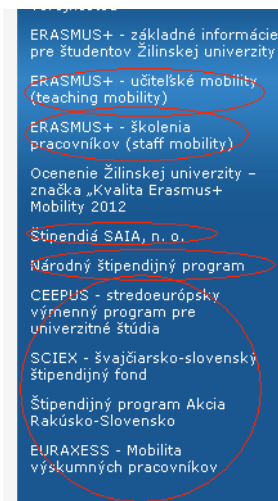 ERASMUS+ - základné informácie
pre študentov Žilinskej univerzity
ERASMUS+ - učiteľské mobility
(teaching mobility)
ERASMUS+ - školenia
pracovníkov (staff mobility)
Ocenenie Žilinskej univerzity –
značka „Kvalita Erasmus+
Mobility 2012
Štipendiá SAIA, n. o.
Národný štipendijný program
CEEPUS - stredoeurópsky
výmenný program pre
univerzitné štúdia
SCIEX - švajčiarsko-slovenský
štipendijný fond
Štipendijný program Akcia
Rakúsko-Slovensko
EURAXESS - Mobilita
výskumných pracovníkov